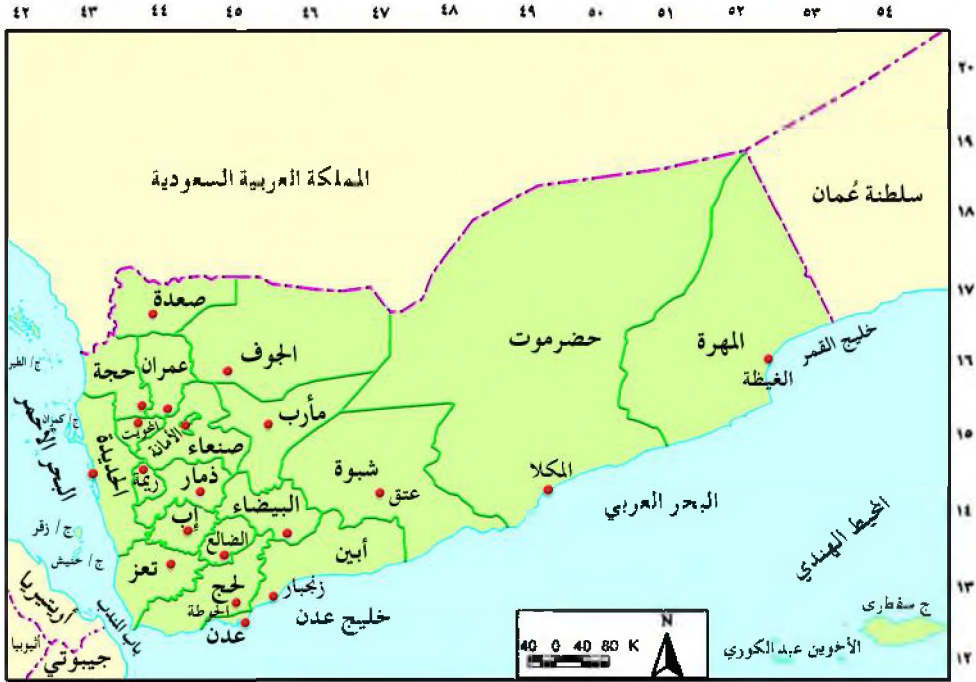 ٤٢ ٤٣ ٤٤ ٤٥ ٤٦ ٤٧ ٤٨ ٤٩ ٥٠ ٥١ ٥٢ ٥٣ ٥٤
٢٠
١٩
١٨
١٧
١٦
١٥
١٤
١٣
١٢
المملكة العربية السعودية
سلطنة عُمان
صعدة
الجوف
عمران
حجة
حضرموت
المهرة
خليج القمر
الغيظة
ج/ الطير
ج/ كمران
البحر الأحمر
مأرب
المحويت
الأمانة
صنعاء
الحديدة
ريمة
ذمار
شبوة
عتق
المكلا
البحر العربي
المحيط الهندي
البيضاء
إب
الضالع
أبين
ج/ زقر
ج/ حنيش
تعز
لحج
الحوطة
زنجبار
عدن
خليج عدن
باب المندب
أريتيريا
أثيوبيا
جيبوتي
N
40 0 40 80 K
ج سقطرى
الأخوين عبد الكوري